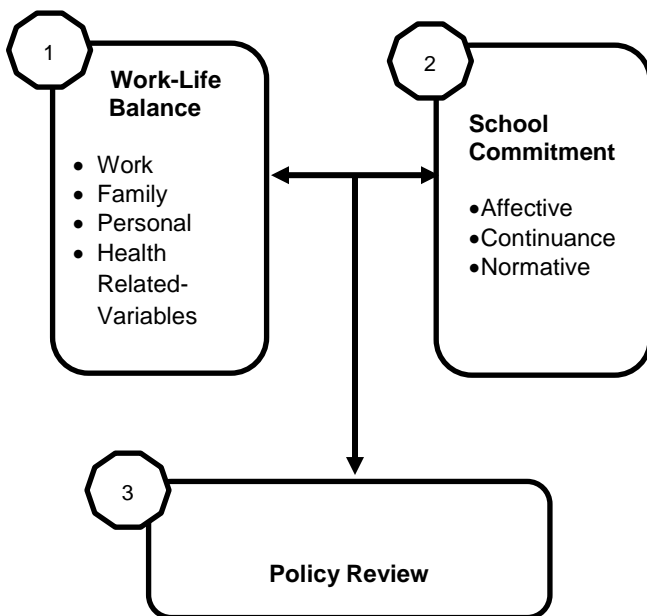 1
Work-Life
Balance
• Work
• Family
• Personal
• Health
Related-
Variables
2
School
Commitment
•Affective
•Continuance
•Normative
3
Policy Review